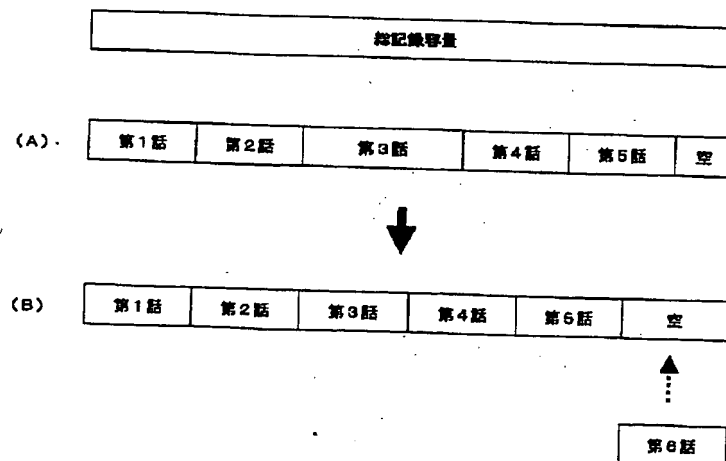 総記録容量
(A). 第1話 第2話 第3話 第4話 第5話 空
(B) 第1話 第2話 第3話 第4話 第5話 空
第6話